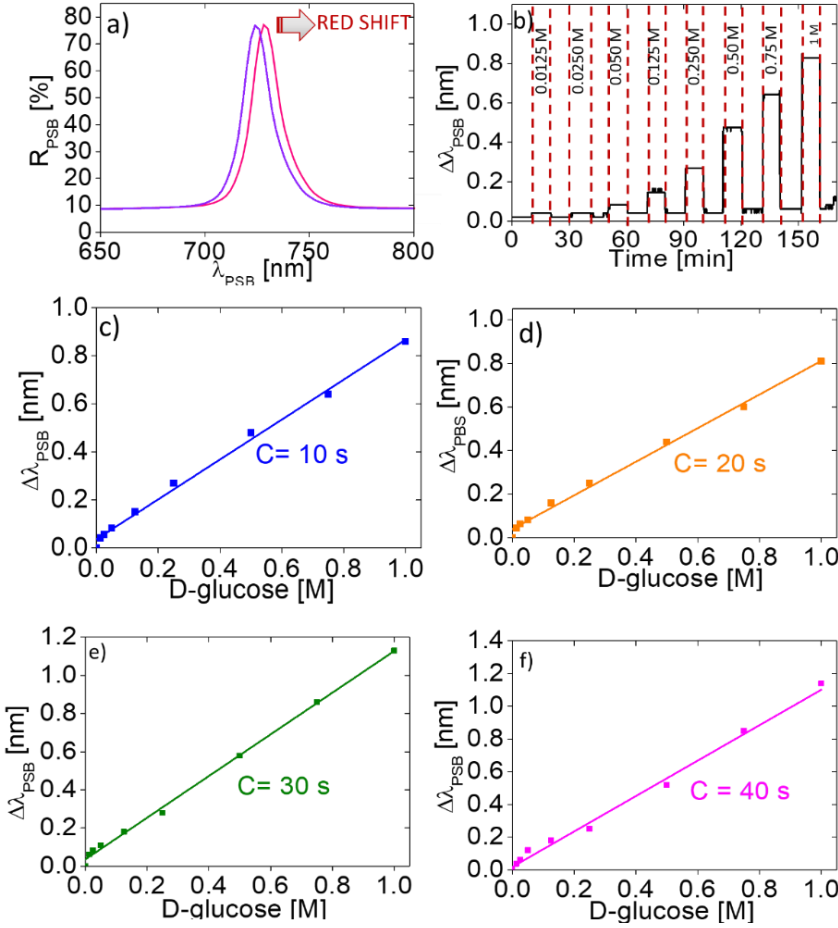 a)
RED SHIFT
80
70
60
50
40
30
20
10
0
R_PSB [%]
650 700 750 800
λ_PSB [nm]
b)
1.0
0.8
0.6
0.4
0.2
0.0
Δλ_PSB [nm]
0.0125 M
0.0250 M
0.050 M
0.125 M
0.250 M
0.50 M
0.75 M
1 M
0 30 60 90 120 150
Time [min]
c)
1.0
0.8
0.6
0.4
0.2
0.0
Δλ_PSB [nm]
C= 10 s
0.0 0.2 0.4 0.6 0.8 1.0
D-glucose [M]
d)
1.0
0.8
0.6
0.4
0.2
0.0
Δλ_PBS [nm]
C= 20 s
0.0 0.2 0.4 0.6 0.8 1.0
D-glucose [M]
e)
1.2
1.0
0.8
0.6
0.4
0.2
0.0
Δλ_PSB [nm]
C= 30 s
0.0 0.2 0.4 0.6 0.8 1.0
D-glucose [M]
f)
1.4
1.2
1.0
0.8
0.6
0.4
0.2
0.0
Δλ_PSB [nm]
C = 40 s
0.0 0.2 0.4 0.6 0.8 1.0
D-glucose [M]